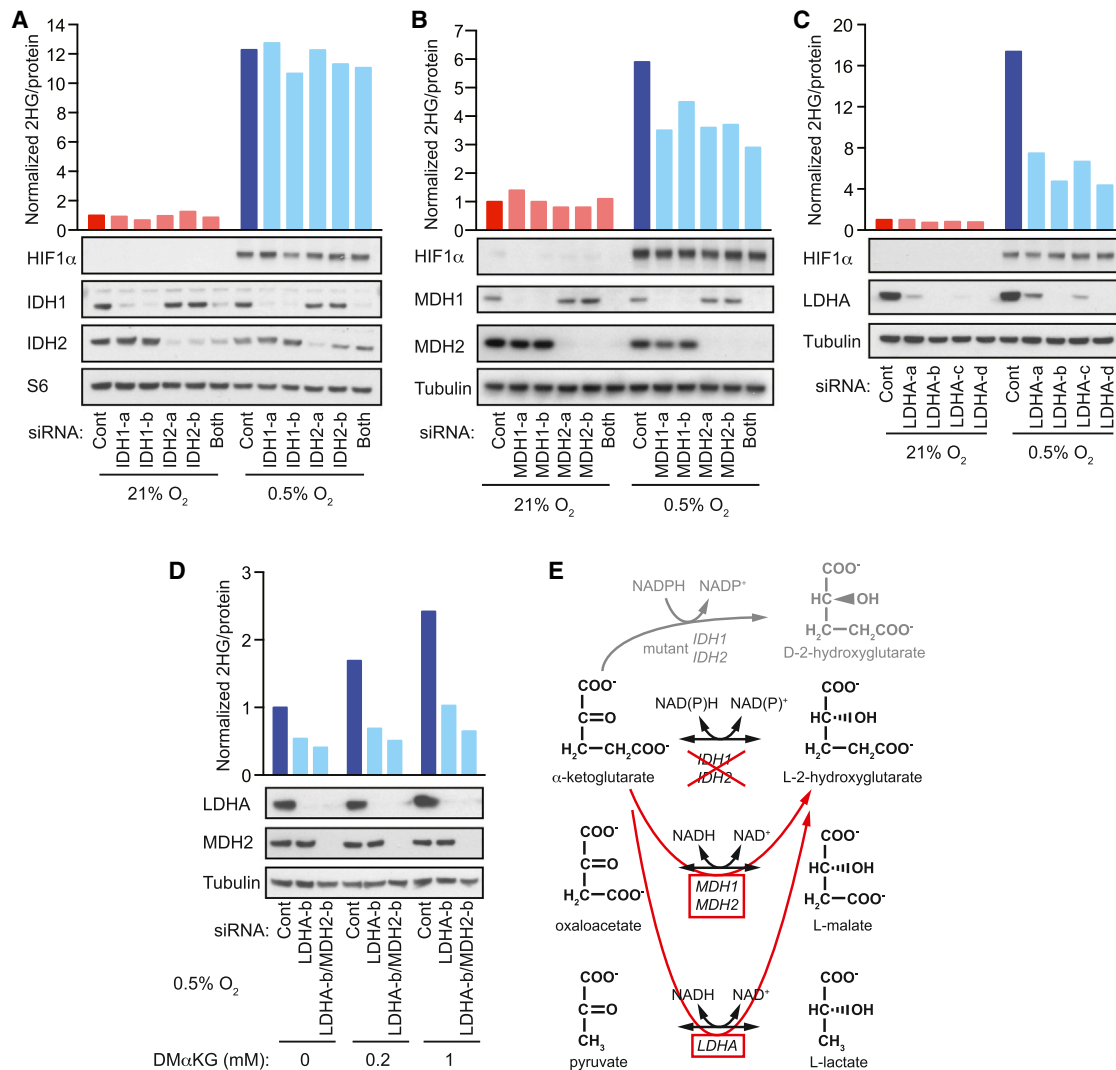 A
Normalized 2HG/protein
14
12
10
8
6
4
2
0
HIF1α
IDH1
IDH2
S6
siRNA:
Cont
IDH1-a
IDH1-b
IDH2-a
IDH2-b
Both
Cont
IDH1-a
IDH1-b
IDH2-a
IDH2-b
Both
21% O₂
0.5% O₂
B
Normalized 2HG/protein
7
6
5
4
3
2
1
0
HIF1α
MDH1
MDH2
Tubulin
siRNA:
Cont
MDH1-a
MDH1-b
MDH2-a
MDH2-b
Both
Cont
MDH1-a
MDH1-b
MDH2-a
MDH2-b
Both
21% O₂
0.5% O₂
C
Normalized 2HG/protein
20
16
12
8
4
0
HIF1α
LDHA
Tubulin
siRNA:
Cont
LDHA-a
LDHA-b
LDHA-c
LDHA-d
Cont
LDHA-a
LDHA-b
LDHA-c
LDHA-d
21% O₂
0.5% O₂
D
Normalized 2HG/protein
3
2
1
0
LDHA
MDH2
Tubulin
siRNA:
Cont
LDHA-b
LDHA-b/MDH2-b
Cont
LDHA-b
LDHA-b/MDH2-b
Cont
LDHA-b
LDHA-b/MDH2-b
0.5% O₂
DMαKG (mM): 0 0.2 1
E
NADPH NADP⁺
mutant IDH1
IDH2
COO⁻
HC OH
H₂C—CH₂COO⁻
D-2-hydroxyglutarate
COO⁻
C=O
H₂C—CH₂COO⁻
α-ketoglutarate
NAD(P)H NAD(P)⁺
IDH1
IDH2
COO⁻
HC OH
H₂C—CH₂COO⁻
L-2-hydroxyglutarate
COO⁻
C=O
H₂C—COO⁻
oxaloacetate
NADH NAD⁺
MDH1
MDH2
COO⁻
HC OH
H₂C—COO⁻
L-malate
COO⁻
C=O
CH₃
pyruvate
NADH NAD⁺
LDHA
COO⁻
HC OH
CH₃
L-lactate